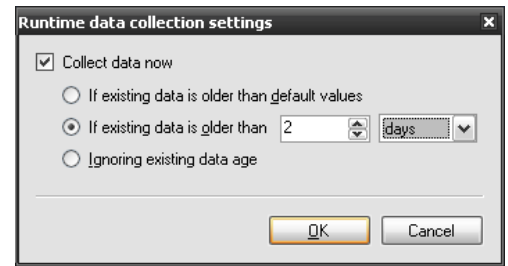 Runtime data collection settings
Collect data now
If existing data is older than default values
If existing data is older than 2 days
Ignoring existing data age
OK Cancel